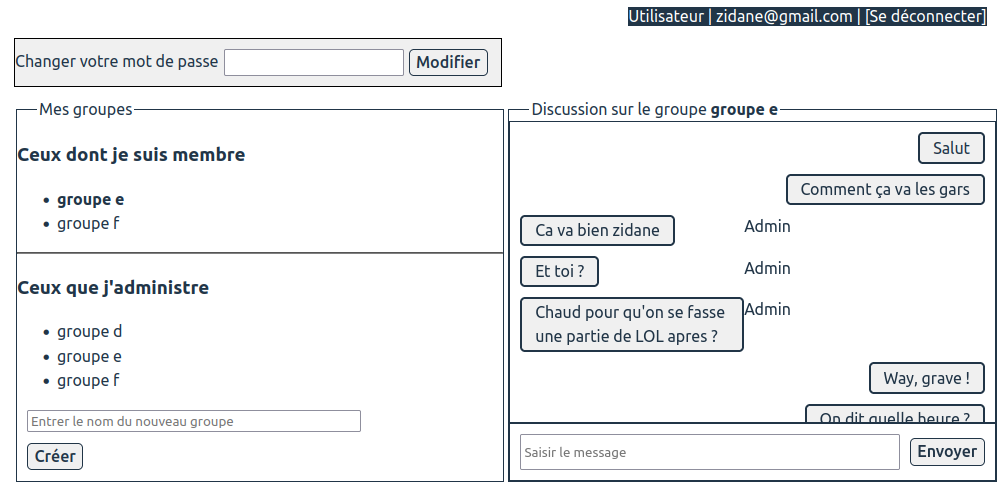 Utilisateur | zidane@gmail.com | [Se déconnecter]
Changer votre mot de passe
Modifier
Mes groupes
Ceux dont je suis membre
groupe e
groupe f
Ceux que j'administre
groupe d
groupe e
groupe f
Entrer le nom du nouveau groupe
Créer
Discussion sur le groupe groupe e
Salut
Comment ça va les gars
Ca va bien zidane
Admin
Et toi ?
Admin
Chaud pour qu'on se fasse
une partie de LOL apres ?
Admin
Way, grave !
On dit quelle heure ?
Saisir le message
Envoyer